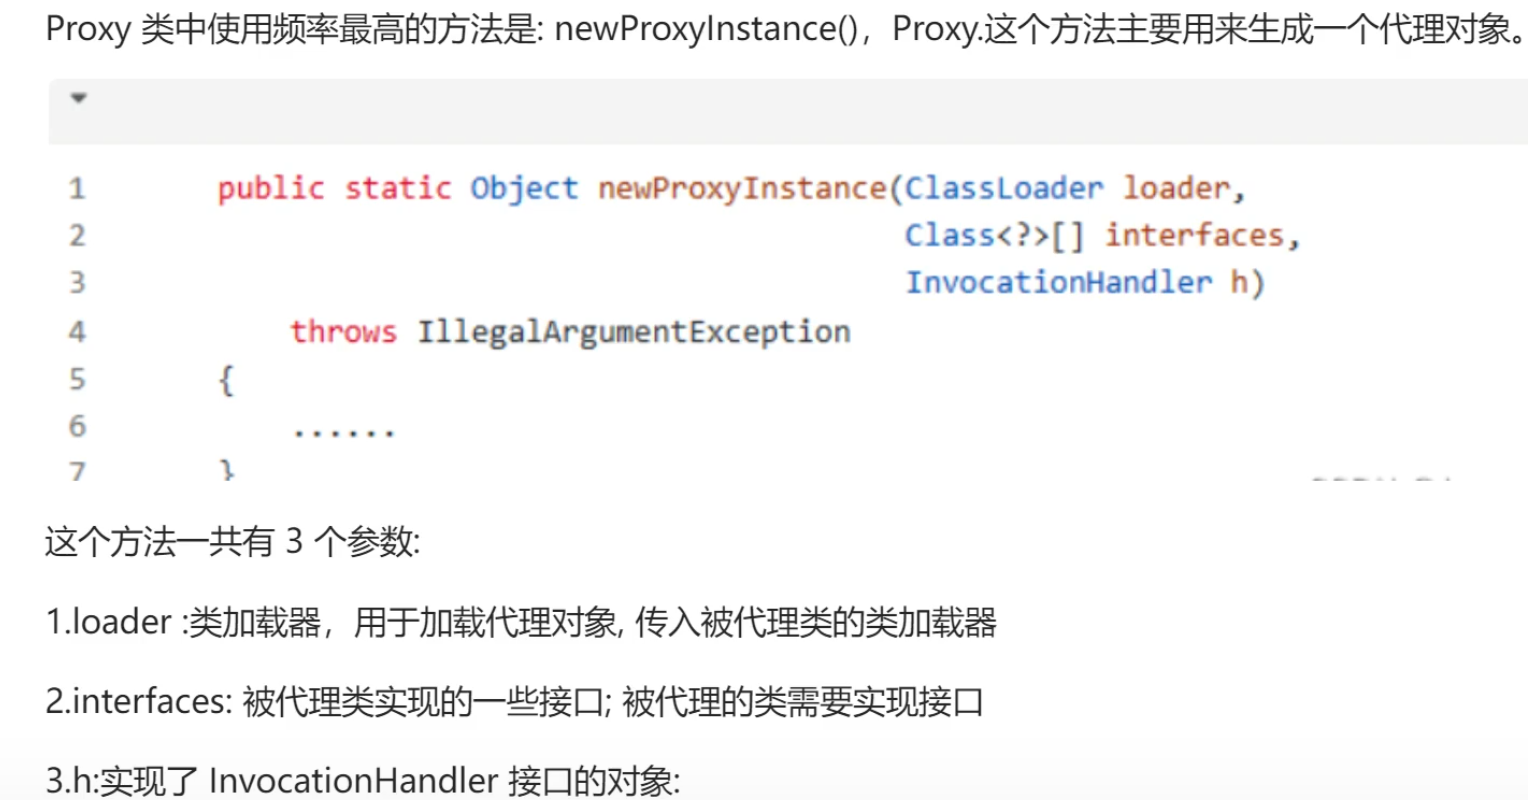 Proxy 类中使用频率最高的方法是: newProxyInstance()，Proxy.这个方法主要用来生成一个代理对象。
1 public static Object newProxyInstance(ClassLoader loader,
2 Class<?>[] interfaces,
3 InvocationHandler h)
4 throws IllegalArgumentException
5 {
6 ......
7 }
这个方法一共有 3 个参数:
1.loader :类加载器，用于加载代理对象, 传入被代理类的类加载器
2.interfaces: 被代理类实现的一些接口; 被代理的类需要实现接口
3.h:实现了 InvocationHandler 接口的对象: